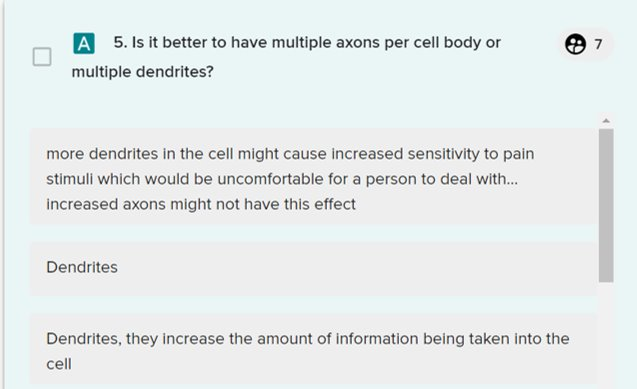 A 5. Is it better to have multiple axons per cell body or
multiple dendrites?
7
more dendrites in the cell might cause increased sensitivity to pain
stimuli which would be uncomfortable for a person to deal with...
increased axons might not have this effect
Dendrites
Dendrites, they increase the amount of information being taken into the
cell